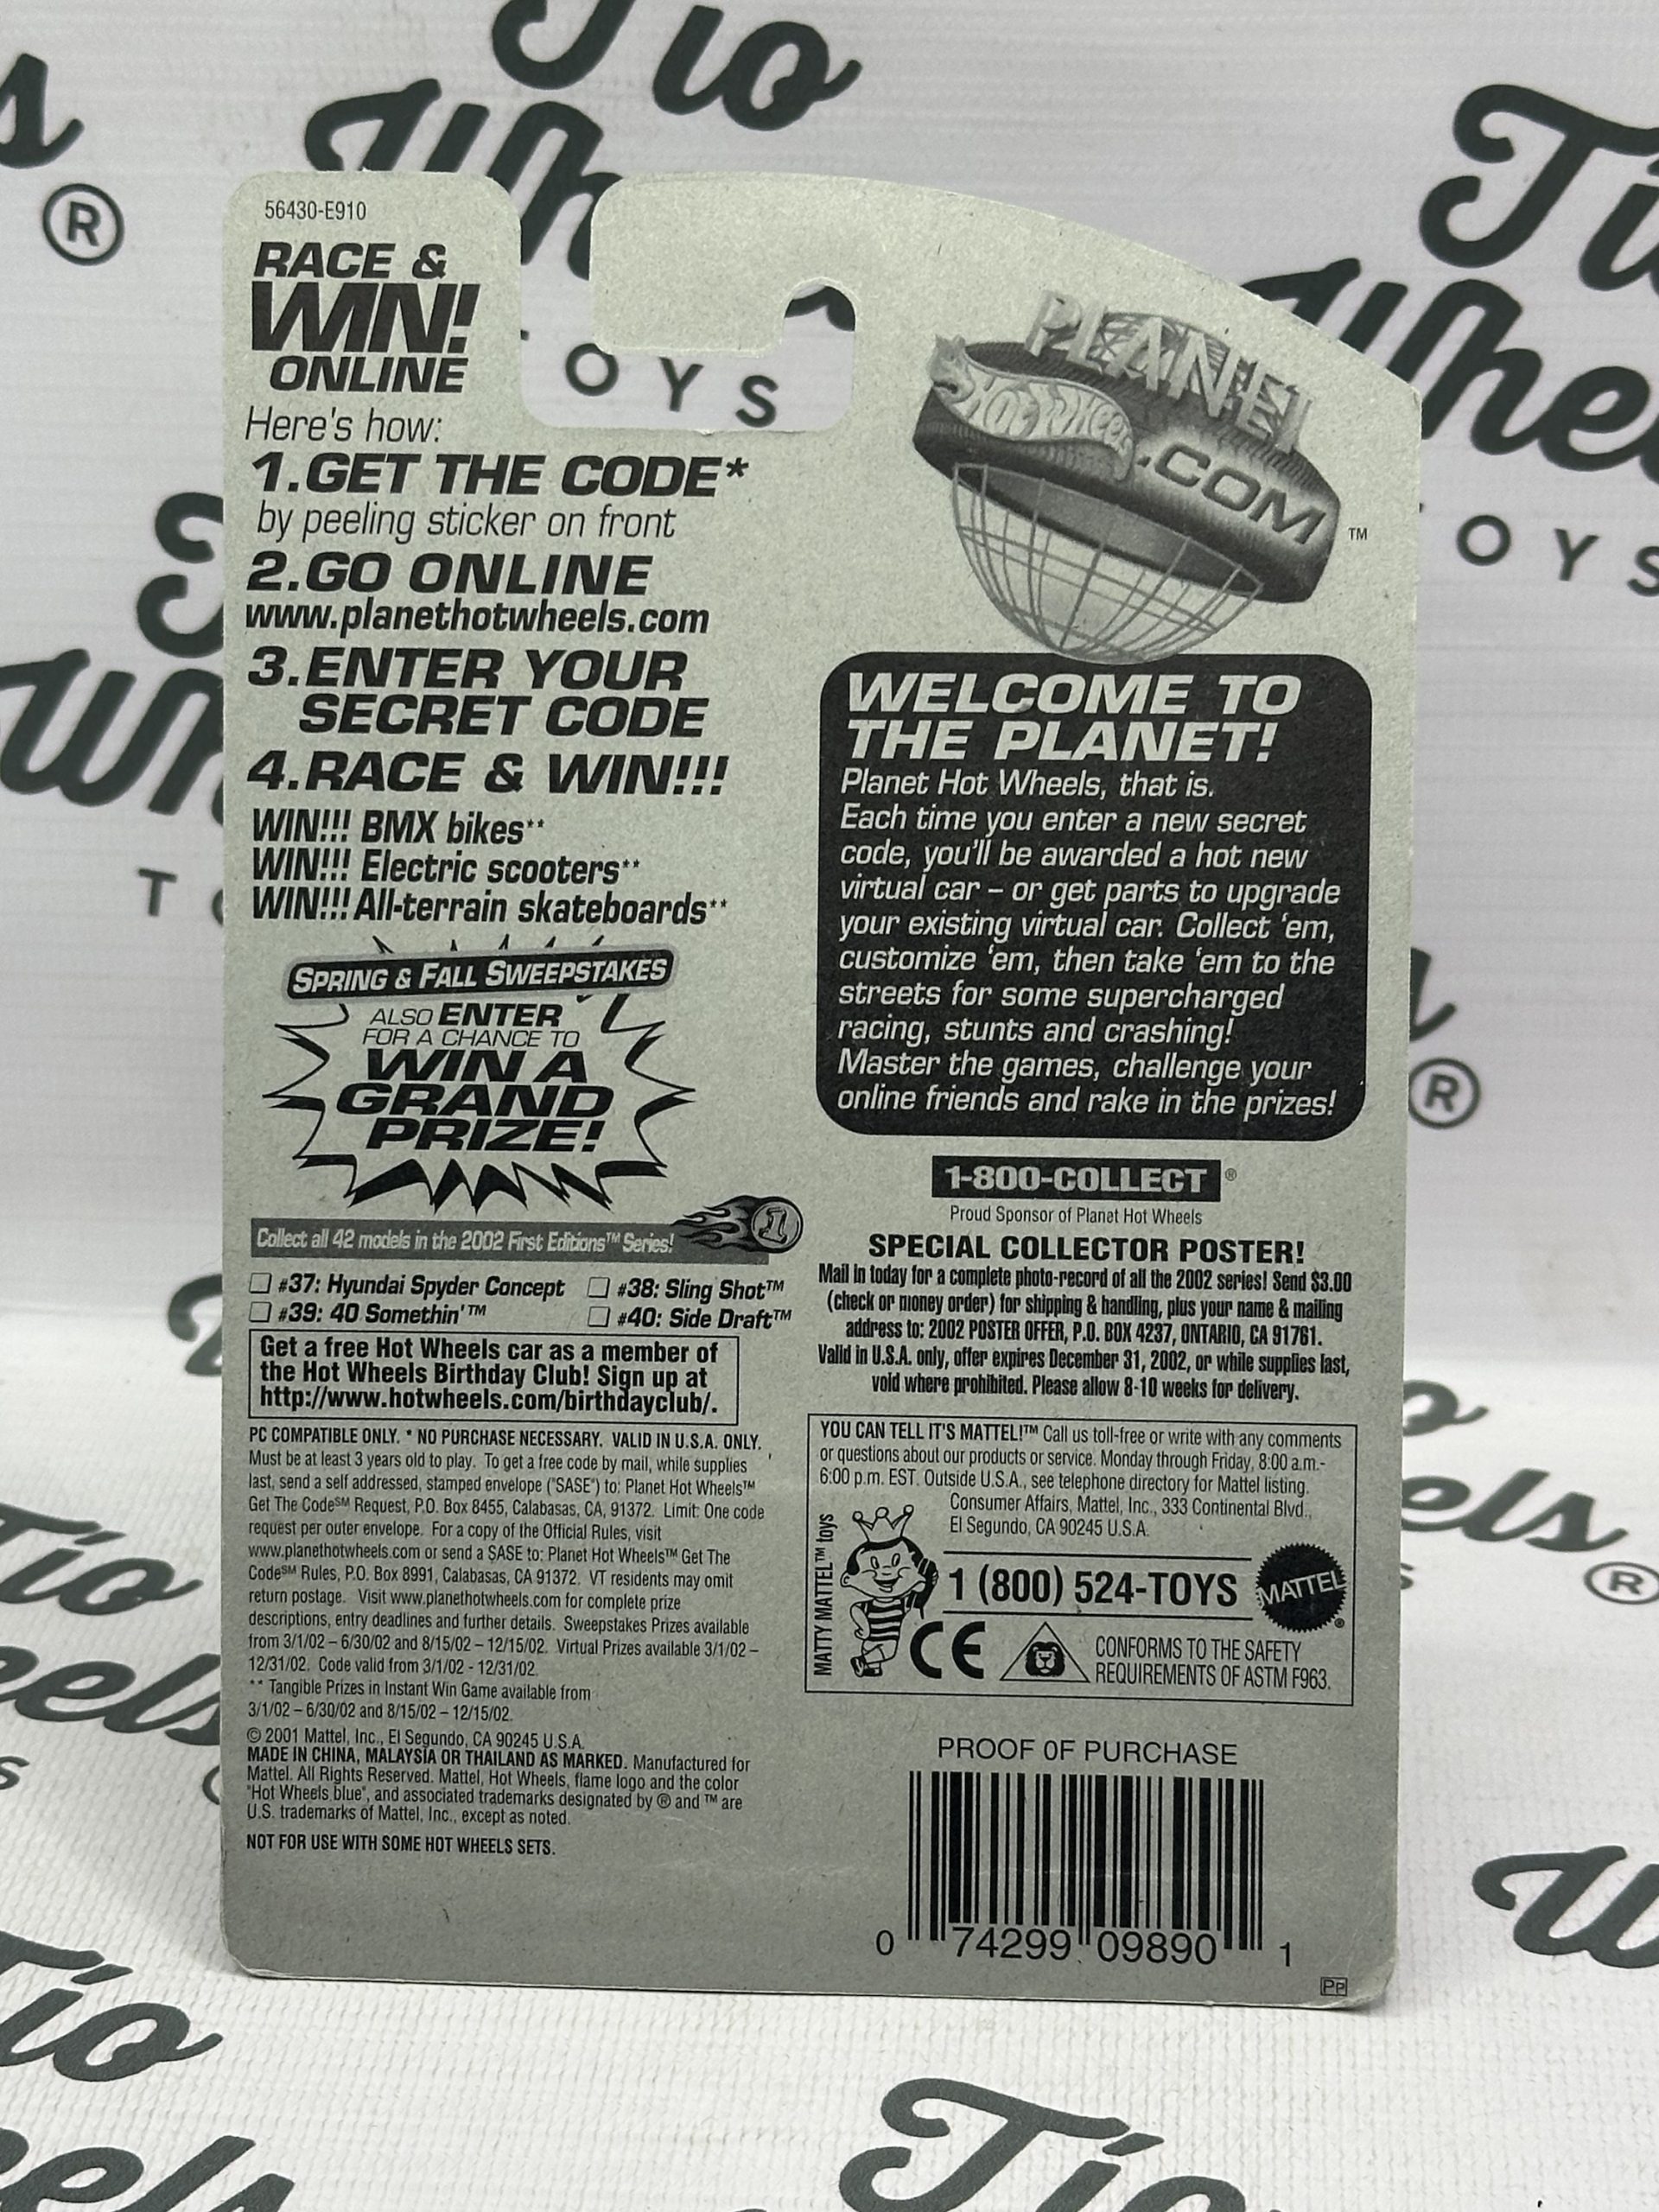 56430-E910
RACE &
WIN!
ONLINE
Here's how:
1.GET THE CODE*
by peeling sticker on front
2.GO ONLINE
www.planethotwheels.com
3.ENTER YOUR
SECRET CODE
4.RACE & WIN!!!
WIN!!! BMX bikes**
WIN!!! Electric scooters**
WIN!!! All-terrain skateboards**
SPRING & FALL SWEEPSTAKES
ALSO ENTER
FOR A CHANCE TO
WIN A
GRAND
PRIZE!
Collect all 42 models in the 2002 First Editions™ Series!
1
#37: Hyundai Spyder Concept
#38: Sling Shot™
#39: 40 Somethin'™
#40: Side Draft™
Get a free Hot Wheels car as a member of
the Hot Wheels Birthday Club! Sign up at
http://www.hotwheels.com/birthdayclub/.
PC COMPATIBLE ONLY. * NO PURCHASE NECESSARY. VALID IN U.S.A. ONLY.
Must be at least 3 years old to play. To get a free code by mail, while supplies
last, send a self addressed, stamped envelope ("SASE") to: Planet Hot Wheels™
Get The Code℠ Request, P.O. Box 8455, Calabasas, CA, 91372. Limit: One code
request per outer envelope. For a copy of the Official Rules, visit
www.planethotwheels.com or send a SASE to: Planet Hot Wheels™ Get The
Code℠ Rules, P.O. Box 8991, Calabasas, CA 91372. VT residents may omit
return postage. Visit www.planethotwheels.com for complete prize
descriptions, entry deadlines and further details. Sweepstakes Prizes available
from 3/1/02 – 6/30/02 and 8/15/02 – 12/15/02. Virtual Prizes available 3/1/02 –
12/31/02. Code valid from 3/1/02 - 12/31/02.
** Tangible Prizes in Instant Win Game available from
3/1/02 – 6/30/02 and 8/15/02 – 12/15/02.
© 2001 Mattel, Inc., El Segundo, CA 90245 U.S.A.
MADE IN CHINA, MALAYSIA OR THAILAND AS MARKED. Manufactured for
Mattel. All Rights Reserved. Mattel, Hot Wheels, flame logo and the color
"Hot Wheels blue", and associated trademarks designated by ® and ™ are
U.S. trademarks of Mattel, Inc., except as noted.
NOT FOR USE WITH SOME HOT WHEELS SETS.
PLANET
HOT WHEELS
.COM
™
WELCOME TO
THE PLANET!
Planet Hot Wheels, that is.
Each time you enter a new secret
code, you'll be awarded a hot new
virtual car – or get parts to upgrade
your existing virtual car. Collect 'em,
customize 'em, then take 'em to the
streets for some supercharged
racing, stunts and crashing!
Master the games, challenge your
online friends and rake in the prizes!
1-800-COLLECT ®
Proud Sponsor of Planet Hot Wheels
SPECIAL COLLECTOR POSTER!
Mail in today for a complete photo-record of all the 2002 series! Send $3.00
(check or money order) for shipping & handling, plus your name & mailing
address to: 2002 POSTER OFFER, P.O. BOX 4237, ONTARIO, CA 91761.
Valid in U.S.A. only, offer expires December 31, 2002, or while supplies last,
void where prohibited. Please allow 8-10 weeks for delivery.
YOU CAN TELL IT'S MATTEL!™ Call us toll-free or write with any comments
or questions about our products or service. Monday through Friday, 8:00 a.m.-
6:00 p.m. EST. Outside U.S.A., see telephone directory for Mattel listing.
Consumer Affairs, Mattel, Inc., 333 Continental Blvd.,
El Segundo, CA 90245 U.S.A.
MATTY MATTEL™ toys
1 (800) 524-TOYS
MATTEL
®
CE
CONFORMS TO THE SAFETY
REQUIREMENTS OF ASTM F963.
PROOF OF PURCHASE
0 74299 09890 1
PP
Tio
Wheels
TOYS
®